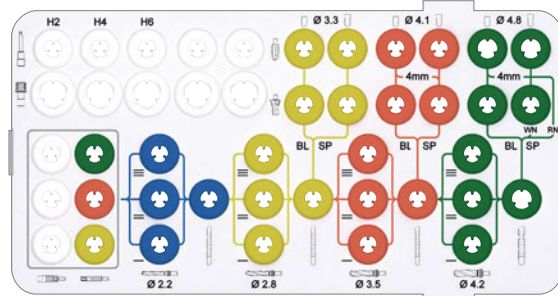 H2 H4 H6 Ø 3.3 Ø 4.1 Ø 4.8
4mm 4mm
WN RN
BL SP BL SP BL SP
Ø 2.2 Ø 2.8 Ø 3.5 Ø 4.2